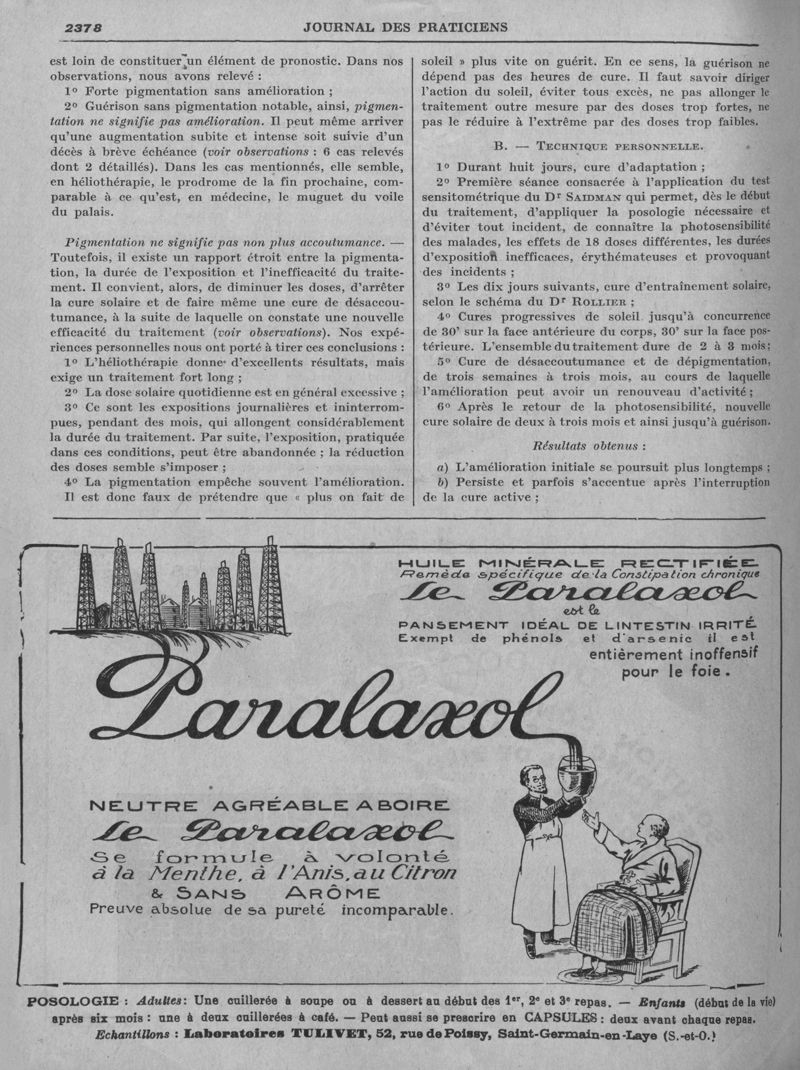 2378
JOURNAL DES PRATICIENS
est loin de constituer un élément de pronostic. Dans nos
observations, nous avons relevé :
1º Forte pigmentation sans amélioration ;
2º Guérison sans pigmentation notable, ainsi, pigmen-
tation ne signifie pas amélioration. Il peut même arriver
qu'une augmentation subite et intense soit suivie d'un
décès à brève échéance (voir observations : 6 cas relevés
dont 2 détaillés). Dans les cas mentionnés, elle semble,
en héliothérapie, le prodrome de la fin prochaine, com-
parable à ce qu'est, en médecine, le muguet du voile
du palais.
Pigmentation ne signifie pas non plus accoutumance. —
Toutefois, il existe un rapport étroit entre la pigmenta-
tion, la durée de l'exposition et l'inefficacité du traite-
ment. Il convient, alors, de diminuer les doses, d'arrêter
la cure solaire et de faire même une cure de désaccou-
tumance, à la suite de laquelle on constate une nouvelle
efficacité du traitement (voir observations). Nos expé-
riences personnelles nous ont porté à tirer ces conclusions :
1º L'héliothérapie donne d'excellents résultats, mais
exige un traitement fort long ;
2º La dose solaire quotidienne est en général excessive ;
3º Ce sont les expositions journalières et ininterrom-
pues, pendant des mois, qui allongent considérablement
la durée du traitement. Par suite, l'exposition, pratiquée
dans ces conditions, peut être abandonnée ; la réduction
des doses semble s'imposer ;
4º La pigmentation empêche souvent l'amélioration.
Il est donc faux de prétendre que « plus on fait de
soleil » plus vite on guérit. En ce sens, la guérison ne
dépend pas des heures de cure. Il faut savoir diriger
l'action du soleil, éviter tous excès, ne pas allonger le
traitement outre mesure par des doses trop fortes, ne
pas le réduire à l'extrême par des doses trop faibles.
B. — TECHNIQUE PERSONNELLE.
1º Durant huit jours, cure d'adaptation ;
2º Première séance consacrée à l'application du test
sensitométrique du Dr SAIDMAN qui permet, dès le début
du traitement, d'appliquer la posologie nécessaire et
d'éviter tout incident, de connaître la photosensibilité
des malades, les effets de 18 doses différentes, les durées
d'exposition inefficaces, érythémateuses et provoquant
des incidents ;
3º Les dix jours suivants, cure d'entraînement solaire,
selon le schéma du Dr ROLLIER ;
4º Cures progressives de soleil jusqu'à concurrence
de 30' sur la face antérieure du corps, 30' sur la face pos-
térieure. L'ensemble du traitement dure de 2 à 3 mois;
5º Cure de désaccoutumance et de dépigmentation,
de trois semaines à trois mois, au cours de laquelle
l'amélioration peut avoir un renouveau d'activité ;
6º Après le retour de la photosensibilité, nouvelle
cure solaire de deux à trois mois et ainsi jusqu'à guérison.
Résultats obtenus :
a) L'amélioration initiale se poursuit plus longtemps ;
b) Persiste et parfois s'accentue après l'interruption
de la cure active ;
HUILE MINÉRALE RECTIFIÉE
Remède spécifique de la Constipation chronique
Le Paralaxol
est le
PANSEMENT IDÉAL DE L'INTESTIN IRRITÉ
Exempt de phénols et d'arsenic il est
entièrement inoffensif
pour le foie.
Paralaxol
NEUTRE AGRÉABLE A BOIRE
Le Paralaxol
Se formule à volonté
à la Menthe, à l'Anis, au Citron
& SANS ARÔME
Preuve absolue de sa pureté incomparable.
POSOLOGIE : Adultes: Une cuillerée à soupe ou à dessert au début des 1er, 2e et 3e repas. — Enfants (début de la vie)
après six mois : une à deux cuillerées à café. — Peut aussi se prescrire en CAPSULES : deux avant chaque repas.
Echantillons : Laboratoires TULIVET, 52, rue de Poissy, Saint-Germain-en-Laye (S.-et-O.)